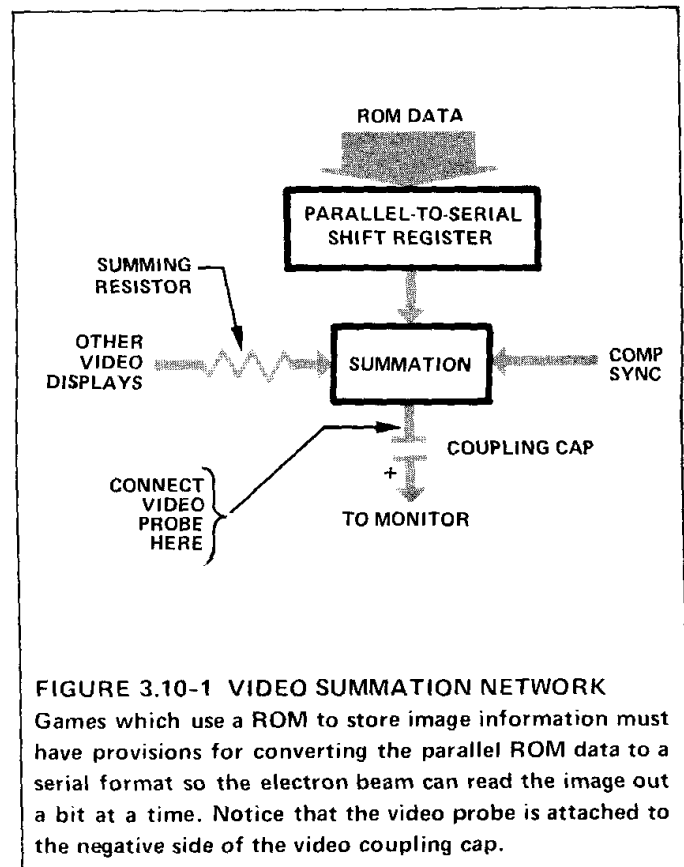 ROM DATA
PARALLEL-TO-SERIAL
SHIFT REGISTER
SUMMING
RESISTOR
OTHER
VIDEO
DISPLAYS
SUMMATION
COMP
SYNC
COUPLING CAP
+
CONNECT
VIDEO
PROBE
HERE
TO MONITOR
FIGURE 3.10-1 VIDEO SUMMATION NETWORK
Games which use a ROM to store image information must
have provisions for converting the parallel ROM data to a
serial format so the electron beam can read the image out
a bit at a time. Notice that the video probe is attached to
the negative side of the video coupling cap.